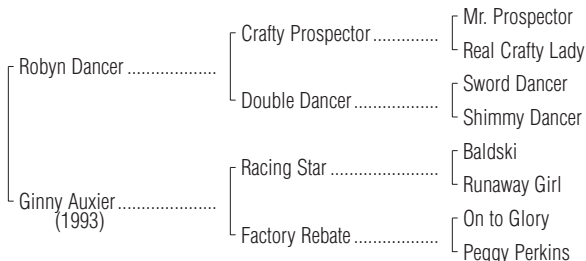 Mr. Prospector
Crafty Prospector ..............
Real Crafty Lady
Robyn Dancer ...................
Sword Dancer
Double Dancer ..................
Shimmy Dancer
Baldski
Racing Star .......................
Runaway Girl
Ginny Auxier .....................
(1993)
On to Glory
Factory Rebate ..................
Peggy Perkins